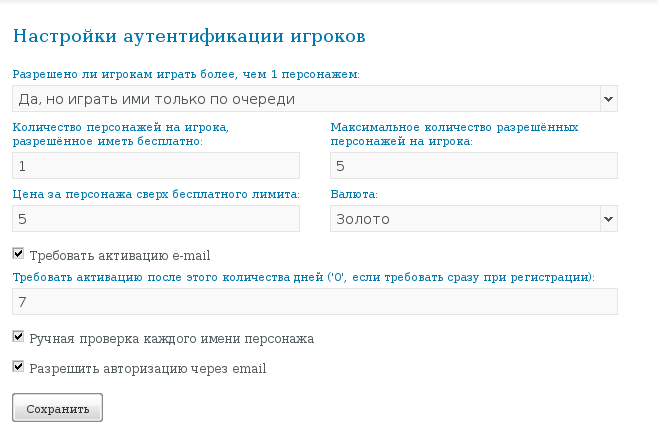 Настройки аутентификации игроков
Разрешено ли игрокам играть более, чем 1 персонажем:
Да, но играть ими только по очереди
Количество персонажей на игрока,
разрешённое иметь бесплатно:
1
Максимальное количество разрешённых
персонажей на игрока:
5
Цена за персонажа сверх бесплатного лимита:
5
Валюта:
Золото
Требовать активацию e-mail
Требовать активацию после этого количества дней ('0', если требовать сразу при регистрации):
7
Ручная проверка каждого имени персонажа
Разрешить авторизацию через email
Сохранить